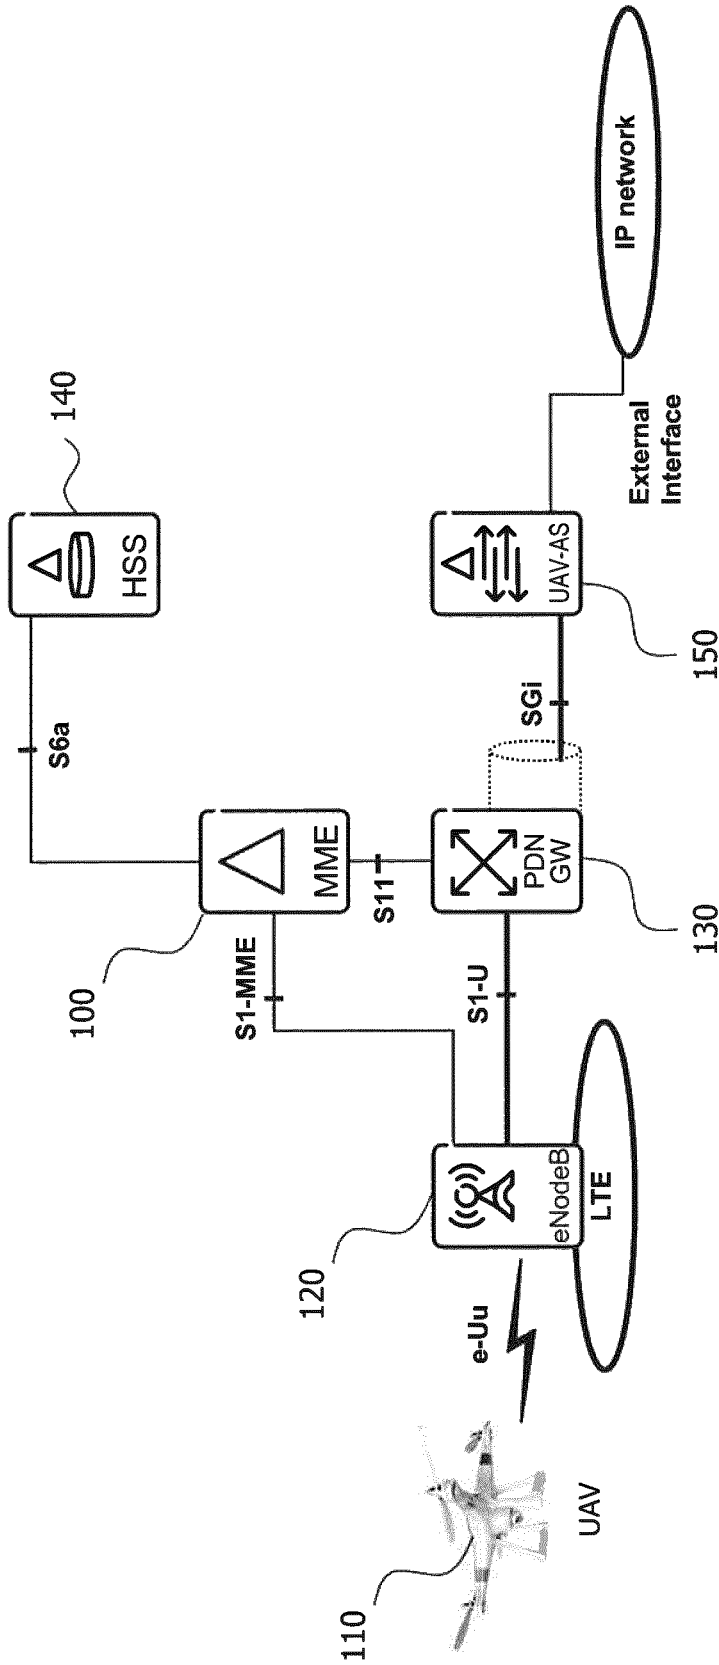 140
HSS
S6a
100
MME
S1-MME
S11
120
eNodeB
LTE
S1-U
PDN
GW
130
SGi
UAV-AS
150
External
Interface
IP network
110
UAV
e-Uu